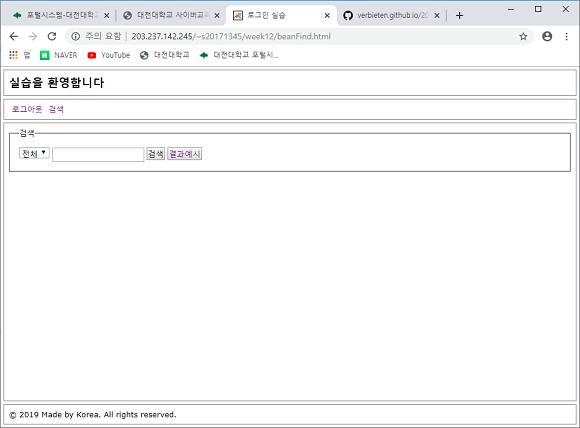 포털시스템-대전대학교
대전대학교 사이버교육
로그인 실습
verbieten.github.io/20
주의 요함 | 203.237.142.245/~s20171345/week12/beanFind.html
앱 NAVER YouTube 대전대학교 대전대학교 포털시...
실습을 환영합니다
로그아웃 검색
검색
전체 검색 결과예시
© 2019 Made by Korea. All rights reserved.